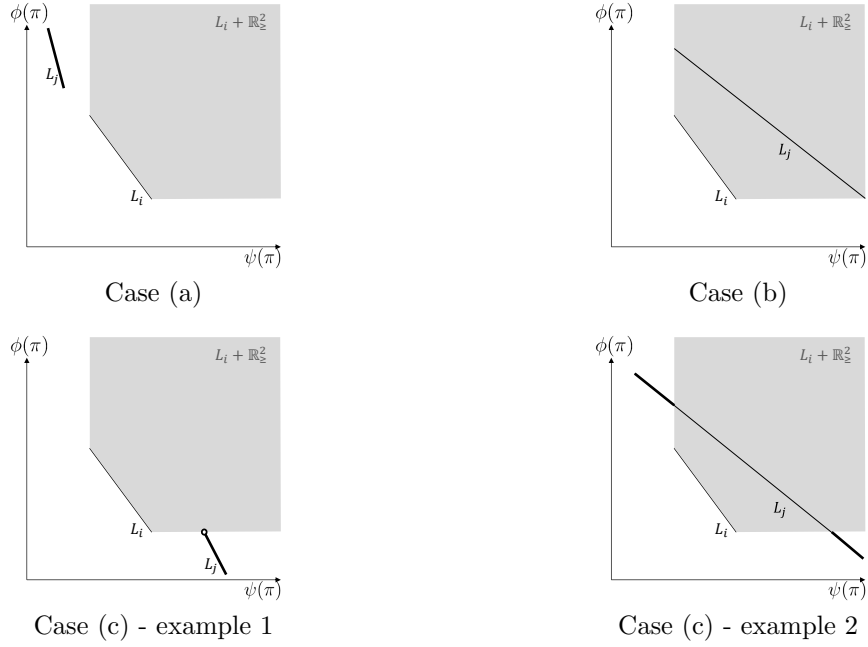 ϕ(π)
L_i + ℝ²_≥
L_j
L_i
ψ(π)
Case (a)
ϕ(π)
L_i + ℝ²_≥
L_j
L_i
ψ(π)
Case (b)
ϕ(π)
L_i + ℝ²_≥
L_i
L_j
ψ(π)
Case (c) - example 1
ϕ(π)
L_i + ℝ²_≥
L_j
L_i
ψ(π)
Case (c) - example 2